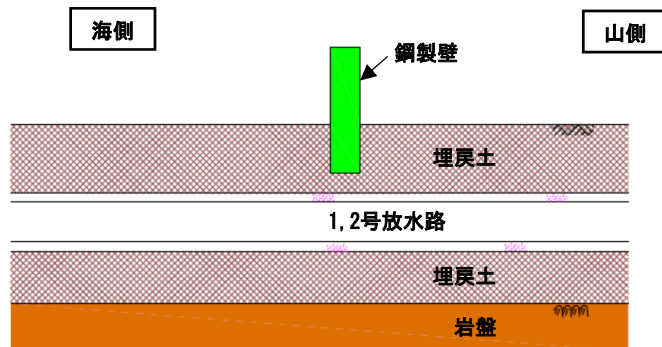 海側
山側
鋼製壁
埋戻土
1,2号放水路
埋戻土
岩盤